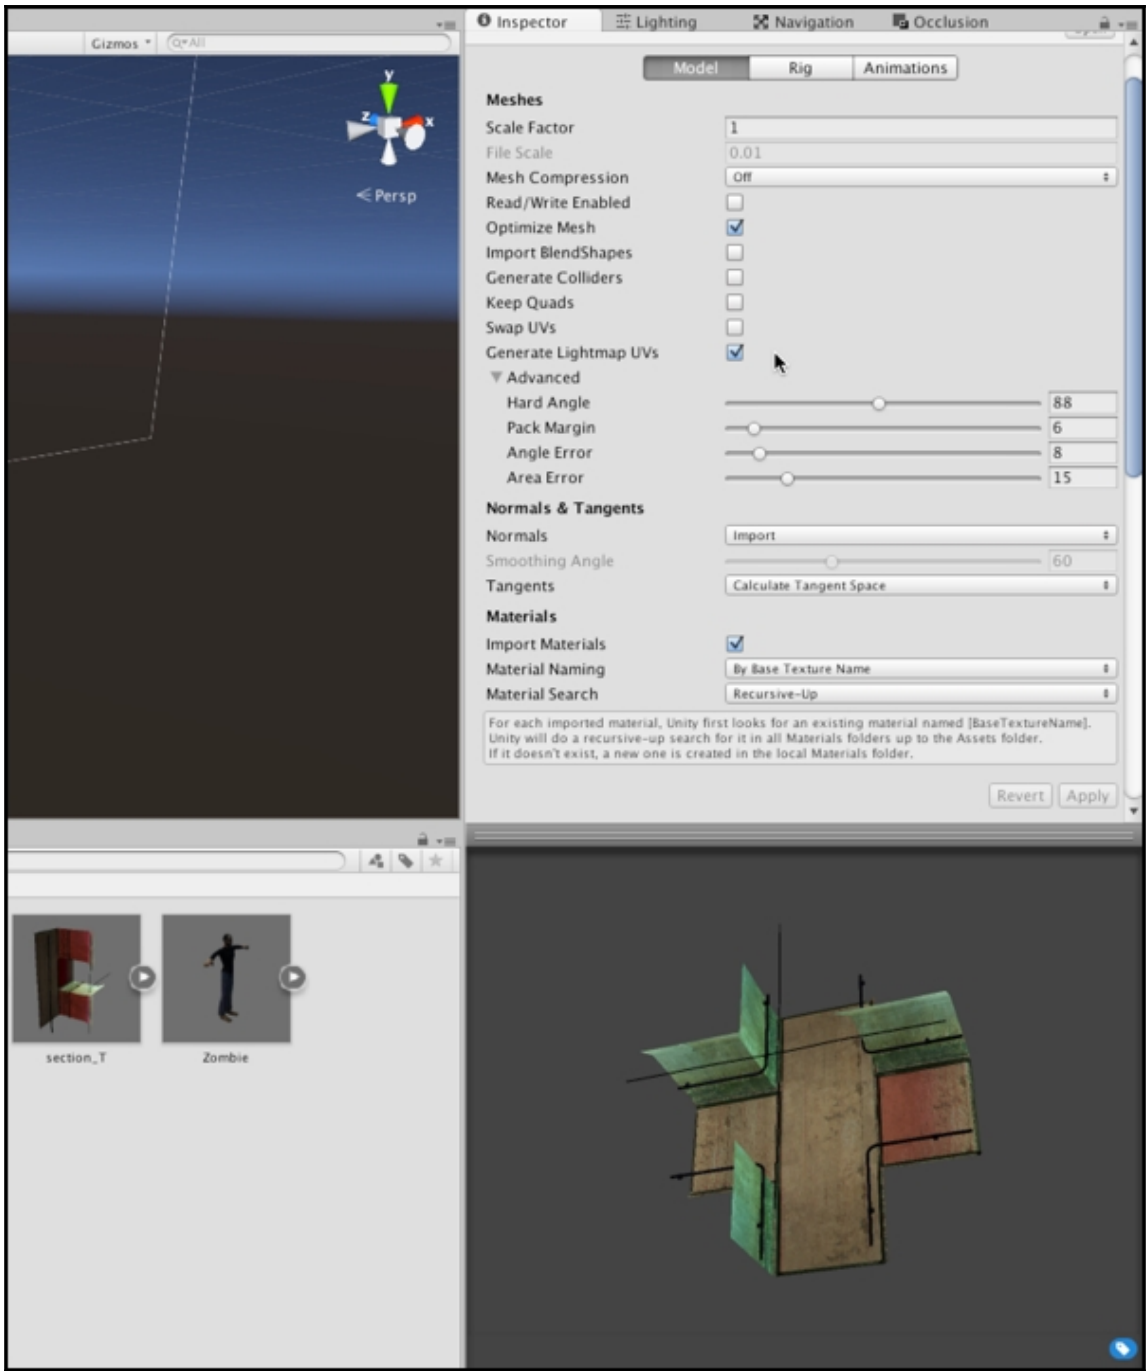 Inspector Lighting Navigation Occlusion
Gizmos All
Model Rig Animations
y
z x
Persp
Meshes
Scale Factor 1
File Scale 0.01
Mesh Compression Off
Read/Write Enabled
Optimize Mesh
Import BlendShapes
Generate Colliders
Keep Quads
Swap UVs
Generate Lightmap UVs
Advanced
Hard Angle 88
Pack Margin 6
Angle Error 8
Area Error 15
Normals & Tangents
Normals Import
Smoothing Angle 60
Tangents Calculate Tangent Space
Materials
Import Materials
Material Naming By Base Texture Name
Material Search Recursive-Up
For each imported material, Unity first looks for an existing material named [BaseTextureName].
Unity will do a recursive-up search for it in all Materials folders up to the Assets folder.
If it doesn't exist, a new one is created in the local Materials folder.
Revert Apply
section_T Zombie